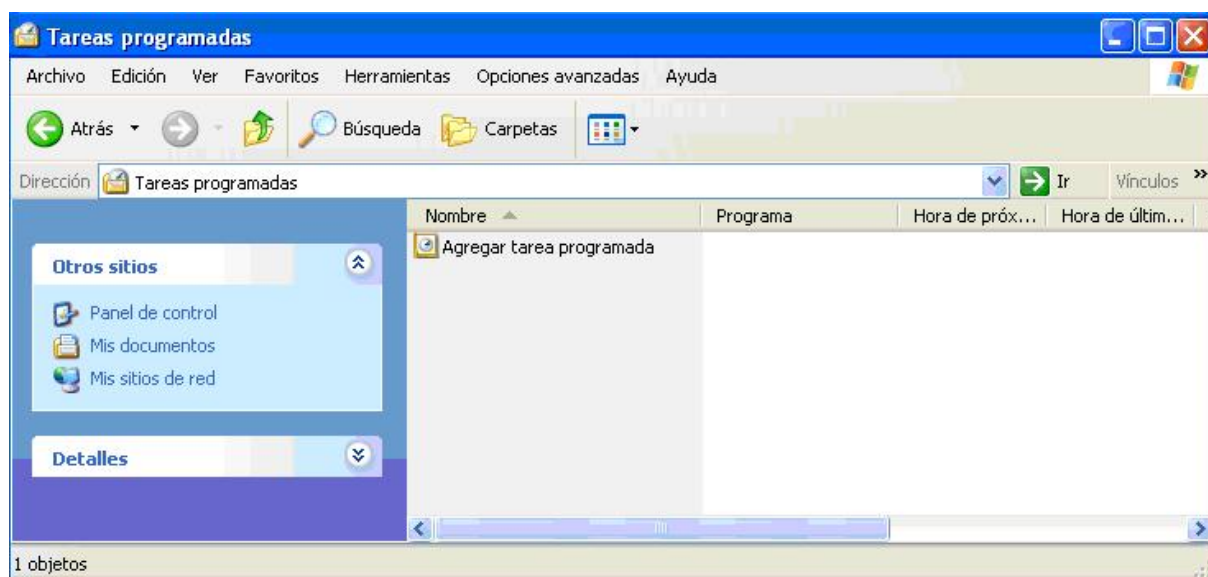 Tareas programadas
Archivo Edición Ver Favoritos Herramientas Opciones avanzadas Ayuda
Atrás Búsqueda Carpetas
Dirección Tareas programadas Ir Vínculos »
Nombre Programa Hora de próx... Hora de últim...
Agregar tarea programada
Otros sitios
Panel de control
Mis documentos
Mis sitios de red
Detalles
1 objetos